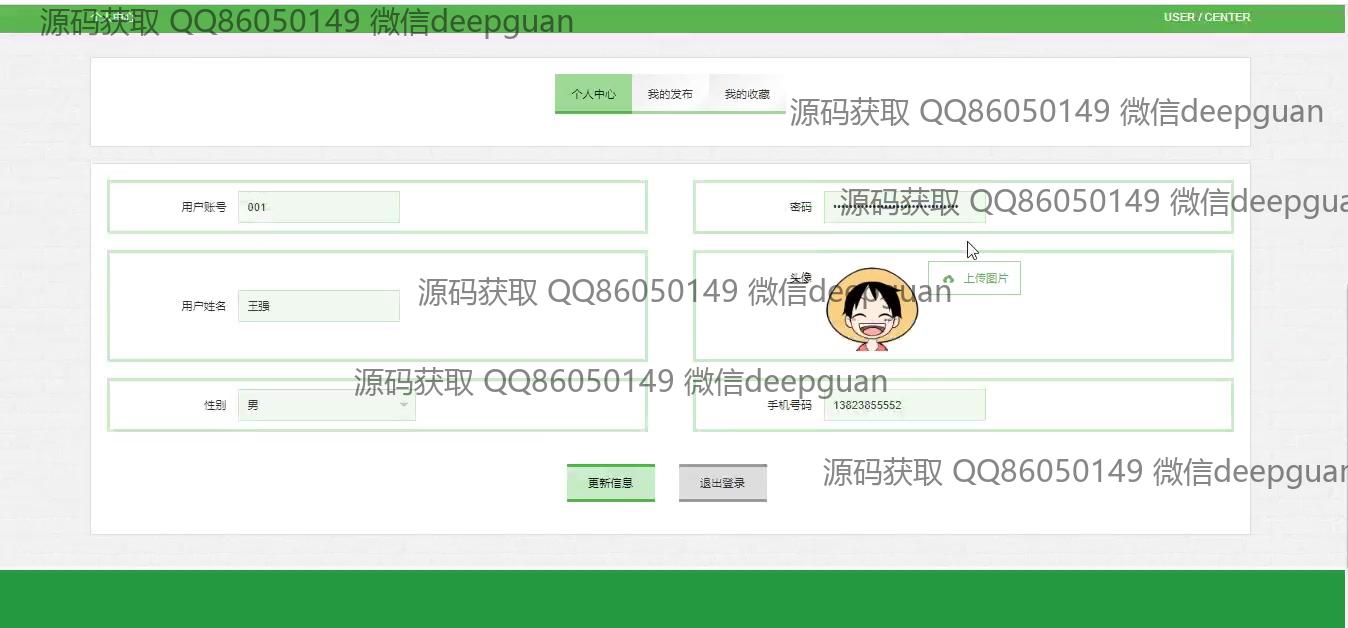 个人中心
USER / CENTER
源码获取 QQ86050149 微信deepguan
个人中心 我的发布 我的收藏
源码获取 QQ86050149 微信deepguan
用户账号 001
密码 ••••••••••••••••••••••••••••••••
源码获取 QQ86050149 微信deepgua
头像
上传图片
用户姓名 王强
源码获取 QQ86050149 微信deepguan
源码获取 QQ86050149 微信deepguan
性别 男
手机号码 13823855552
源码获取 QQ86050149 微信deepguan
更新信息 退出登录